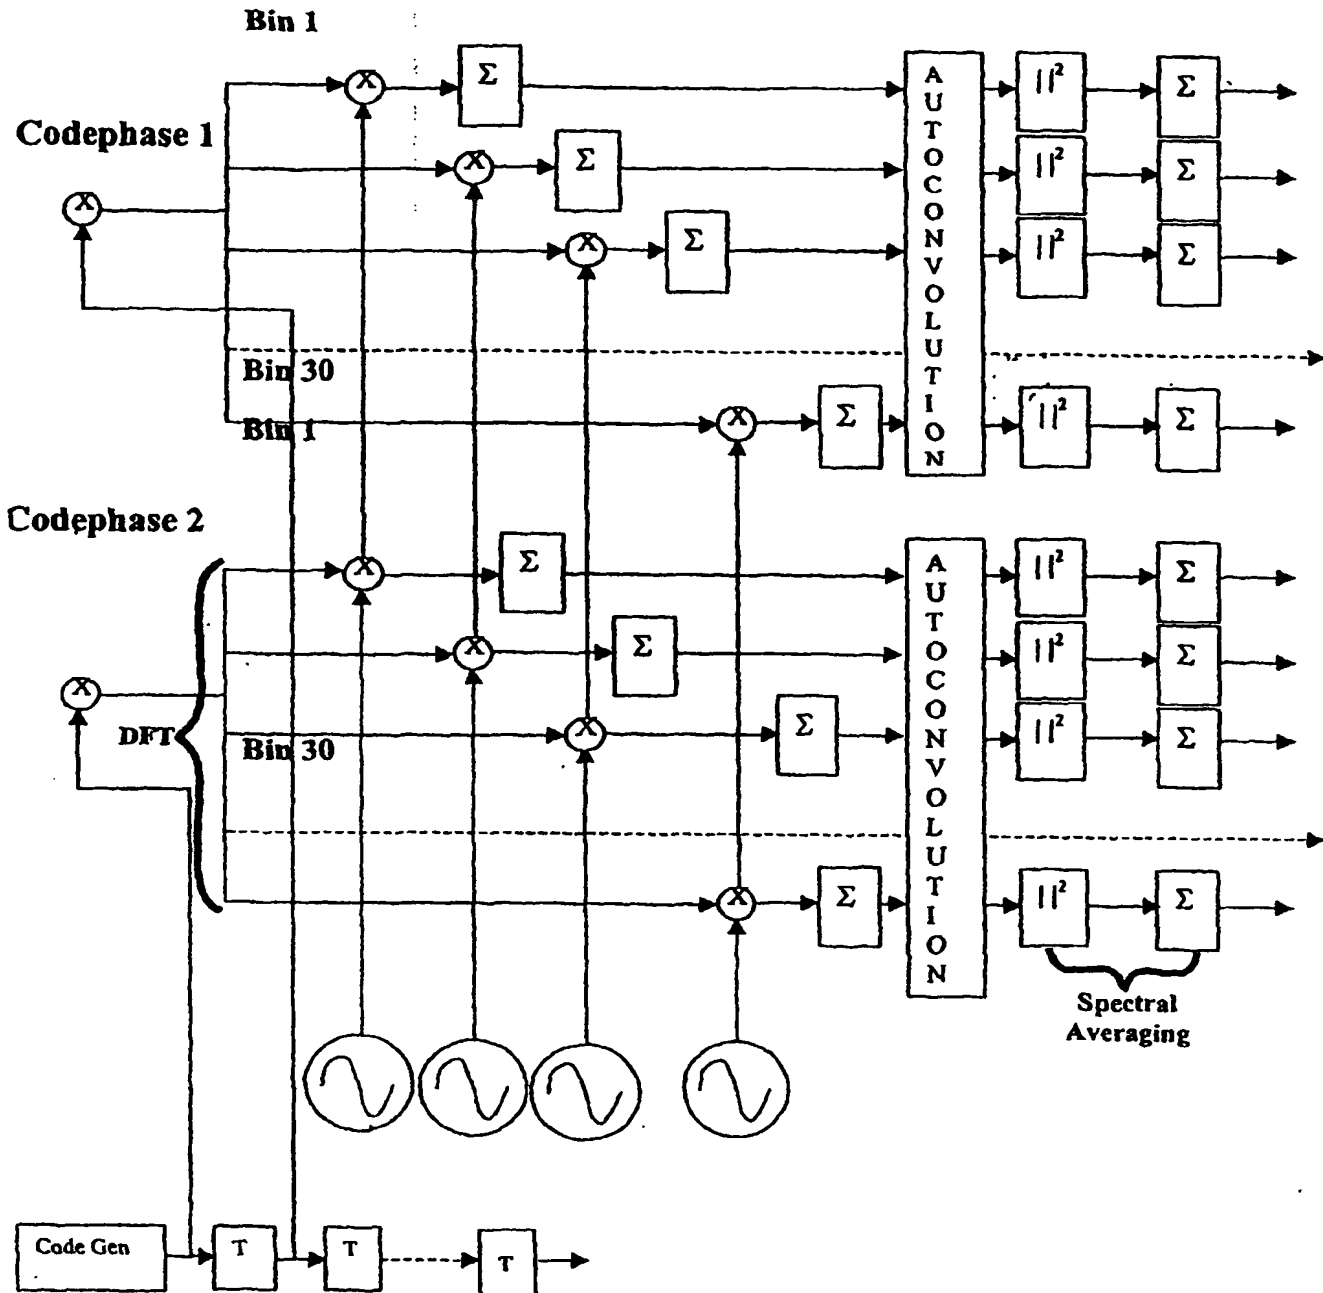 Bin 1
X Σ | |² Σ
Codephase 1
X Σ | |² Σ
X
X Σ | |² Σ
AUTOCONVOLUTION
Bin 30
Bin 1
X Σ | |² Σ
Codephase 2
X Σ | |² Σ
X Σ | |² Σ
X
DFT
Bin 30
X Σ | |² Σ
AUTOCONVOLUTION
X Σ | |² Σ
Spectral
Averaging
Code Gen T T T